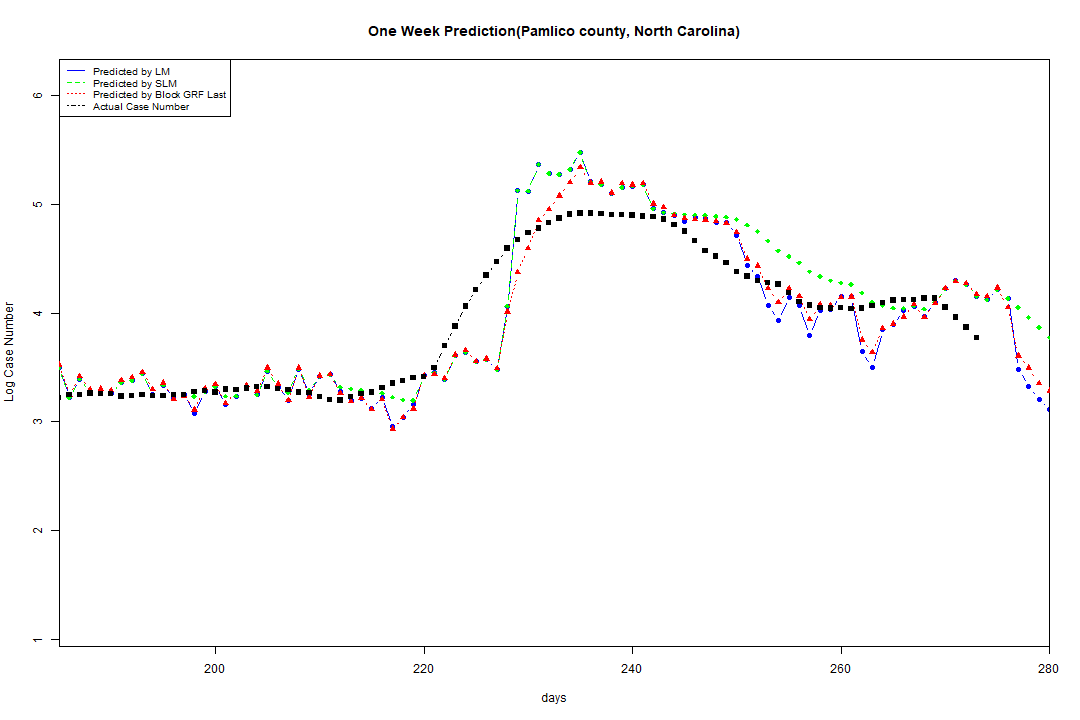 One Week Prediction(Pamlico county, North Carolina)
Predicted by LM
Predicted by SLM
Predicted by Block GRF Last
Actual Case Number
6
5
4
3
2
1
Log Case Number
200 220 240 260 280
days